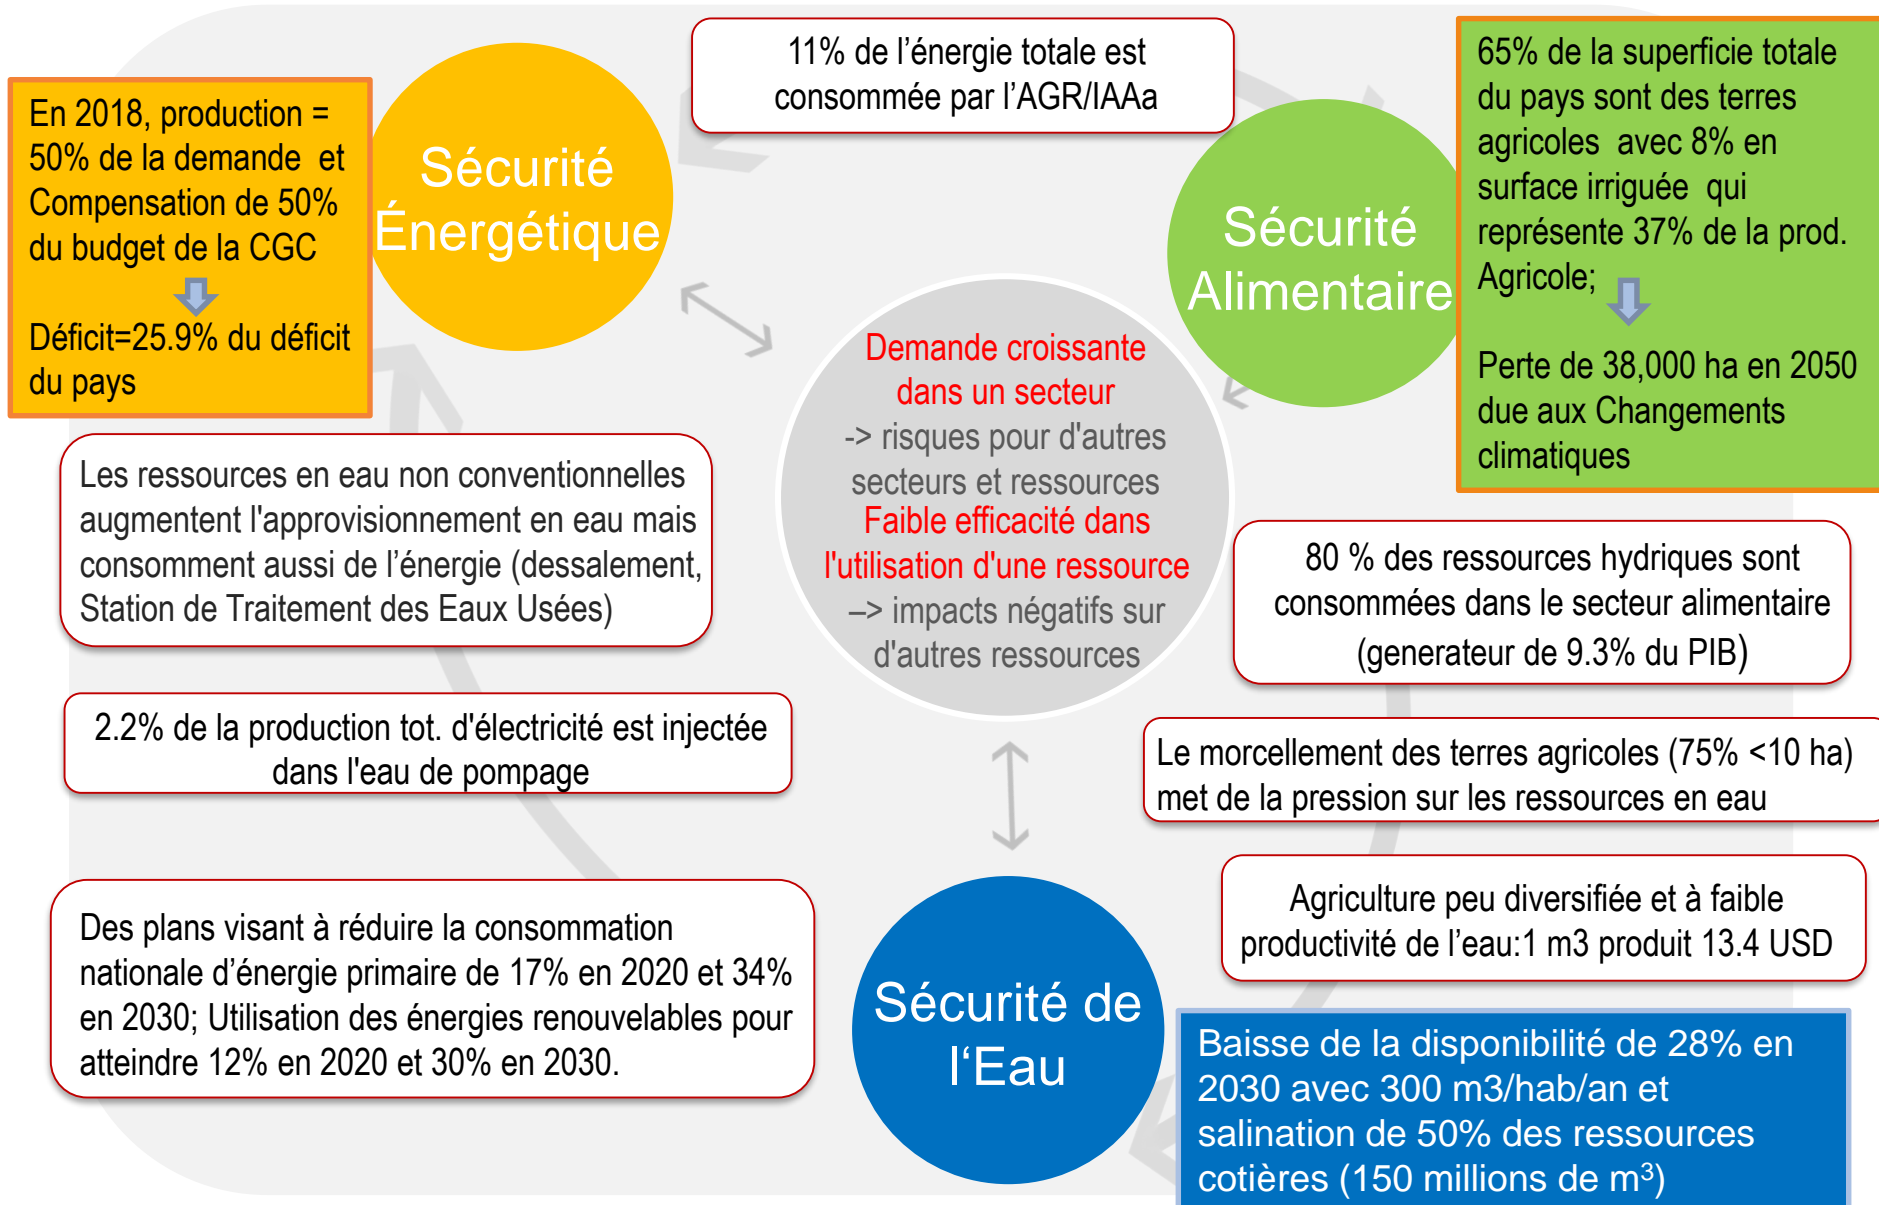 11% de l’énergie totale est
consommée par l’AGR/IAAa
En 2018, production =
50% de la demande et
Compensation de 50%
du budget de la CGC
Déficit=25.9% du déficit
du pays
Sécurité
Énergétique
Sécurité
Alimentaire
65% de la superficie totale
du pays sont des terres
agricoles avec 8% en
surface irriguée qui
représente 37% de la prod.
Agricole;
Perte de 38,000 ha en 2050
due aux Changements
climatiques
Demande croissante
dans un secteur
-> risques pour d'autres
secteurs et ressources
Faible efficacité dans
l'utilisation d'une ressource
–> impacts négatifs sur
d'autres ressources
Les ressources en eau non conventionnelles
augmentent l'approvisionnement en eau mais
consomment aussi de l’énergie (dessalement,
Station de Traitement des Eaux Usées)
80 % des ressources hydriques sont
consommées dans le secteur alimentaire
(generateur de 9.3% du PIB)
2.2% de la production tot. d'électricité est injectée
dans l'eau de pompage
Le morcellement des terres agricoles (75% <10 ha)
met de la pression sur les ressources en eau
Agriculture peu diversifiée et à faible
productivité de l’eau:1 m3 produit 13.4 USD
Des plans visant à réduire la consommation
nationale d’énergie primaire de 17% en 2020 et 34%
en 2030; Utilisation des énergies renouvelables pour
atteindre 12% en 2020 et 30% en 2030.
Sécurité de
l‘Eau
Baisse de la disponibilité de 28% en
2030 avec 300 m3/hab/an et
salination de 50% des ressources
cotières (150 millions de m³)